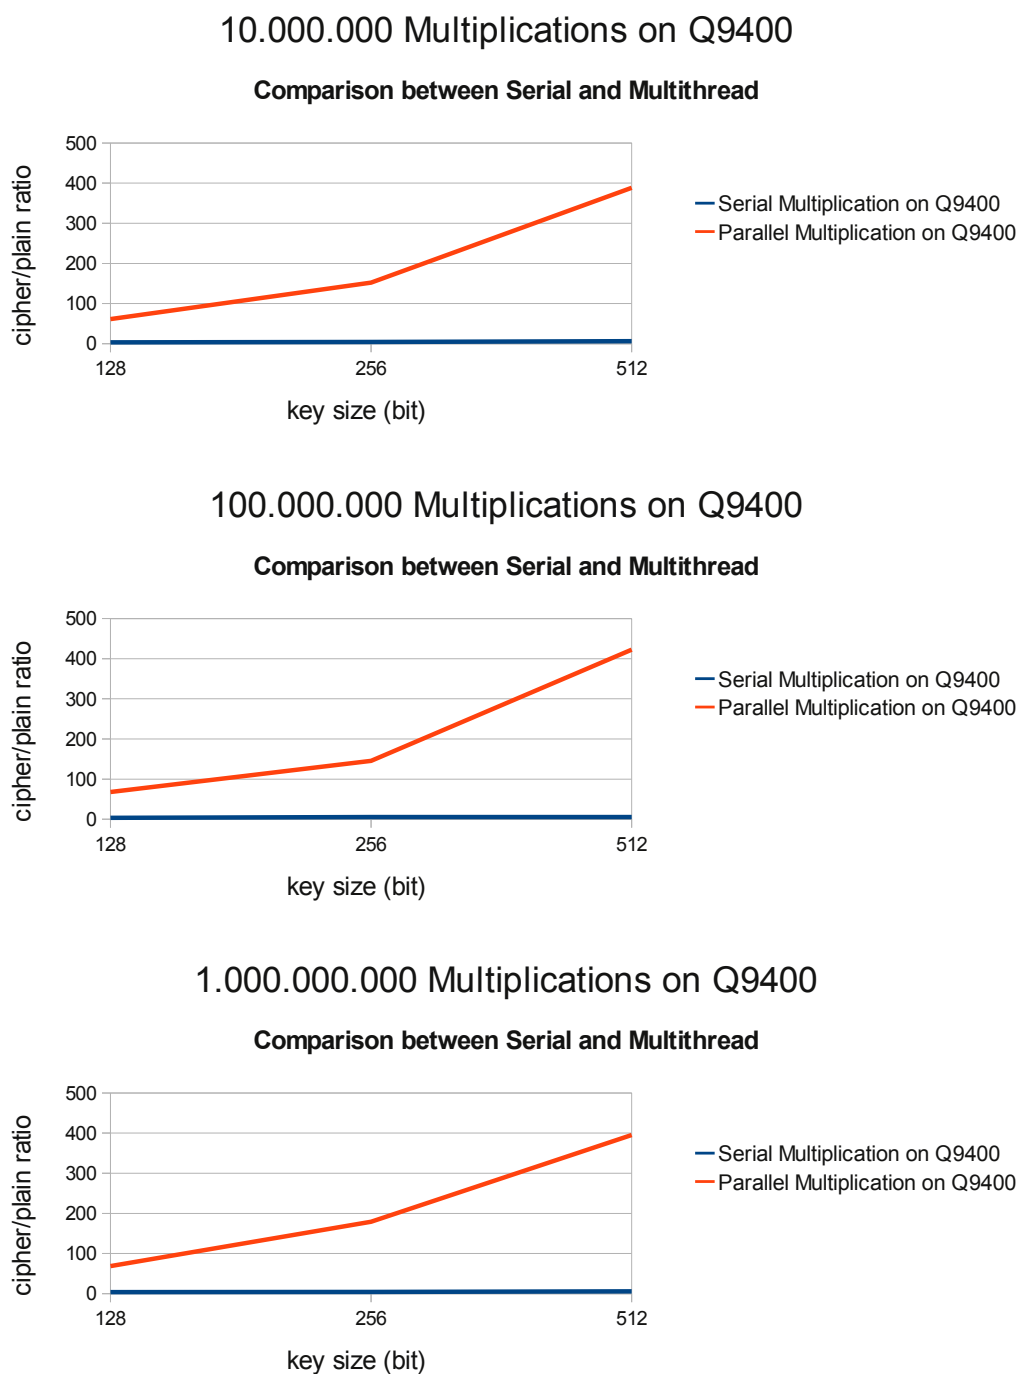 10.000.000 Multiplications on Q9400
Comparison between Serial and Multithread
500
400
300
200
100
0
cipher/plain ratio
128
256
512
key size (bit)
Serial Multiplication on Q9400
Parallel Multiplication on Q9400
100.000.000 Multiplications on Q9400
Comparison between Serial and Multithread
500
400
300
200
100
0
cipher/plain ratio
128
256
512
key size (bit)
Serial Multiplication on Q9400
Parallel Multiplication on Q9400
1.000.000.000 Multiplications on Q9400
Comparison between Serial and Multithread
500
400
300
200
100
0
cipher/plain ratio
128
256
512
key size (bit)
Serial Multiplication on Q9400
Parallel Multiplication on Q9400